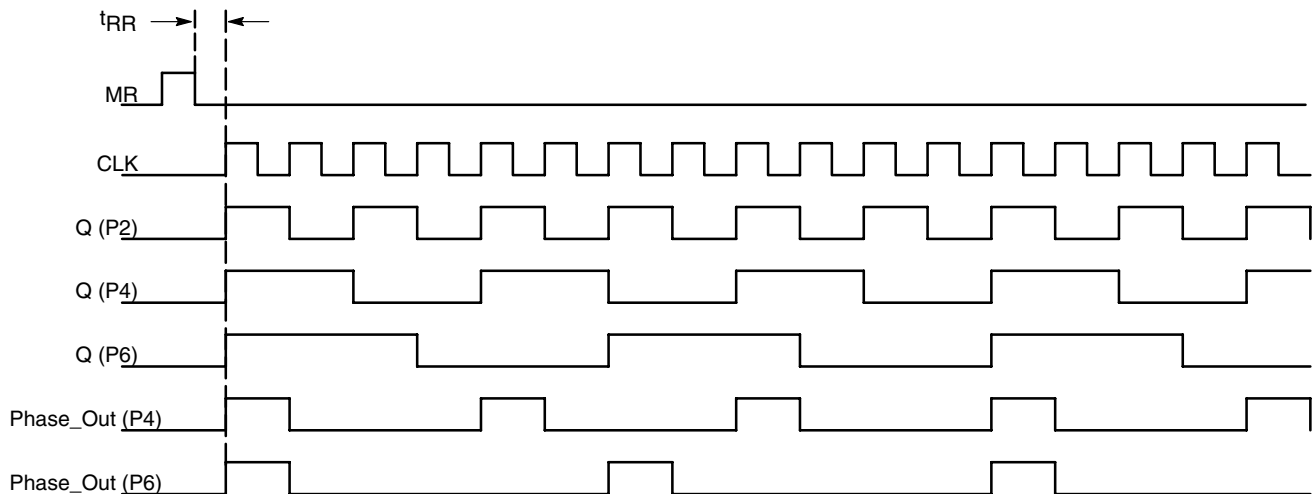 tRR
MR
CLK
Q (P2)
Q (P4)
Q (P6)
Phase_Out (P4)
Phase_Out (P6)